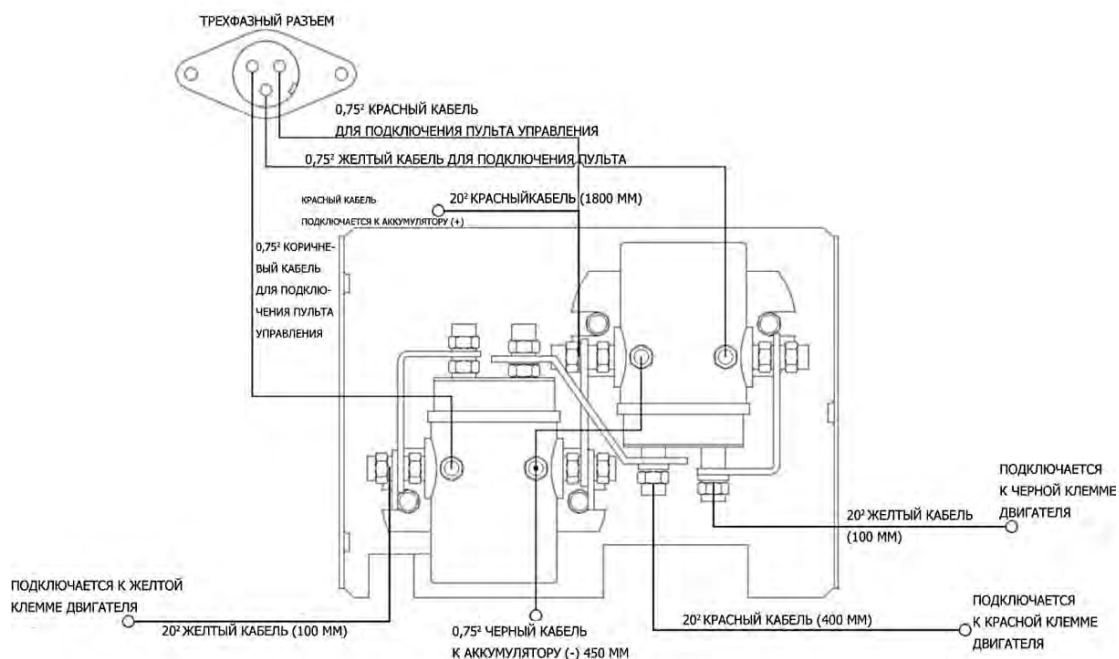 ТРЕХФАЗНЫЙ РАЗЪЕМ
0,75² КРАСНЫЙ КАБЕЛЬ
ДЛЯ ПОДКЛЮЧЕНИЯ ПУЛЬТА УПРАВЛЕНИЯ
0,75² ЖЕЛТЫЙ КАБЕЛЬ ДЛЯ ПОДКЛЮЧЕНИЯ ПУЛЬТА
КРАСНЫЙ КАБЕЛЬ
ПОДКЛЮЧАЕТСЯ К АККУМУЛЯТОРУ (+)
20² КРАСНЫЙКАБЕЛЬ (1800 ММ)
0,75² КОРИЧНЕ-
ВЫЙ КАБЕЛЬ
ДЛЯ ПОДКЛЮ-
ЧЕНИЯ ПУЛЬТА
УПРАВЛЕНИЯ
ПОДКЛЮЧАЕТСЯ
К ЧЕРНОЙ КЛЕММЕ
ДВИГАТЕЛЯ
20² ЖЕЛТЫЙ КАБЕЛЬ
(100 ММ)
ПОДКЛЮЧАЕТСЯ К ЖЕЛТОЙ
КЛЕММЕ ДВИГАТЕЛЯ
20² ЖЕЛТЫЙ КАБЕЛЬ (100 ММ)
0,75² ЧЕРНЫЙ КАБЕЛЬ
К АККУМУЛЯТОРУ (-) 450 ММ
20² КРАСНЫЙ КАБЕЛЬ (400 ММ)
ПОДКЛЮЧАЕТСЯ
К КРАСНОЙ КЛЕММЕ
ДВИГАТЕЛЯ